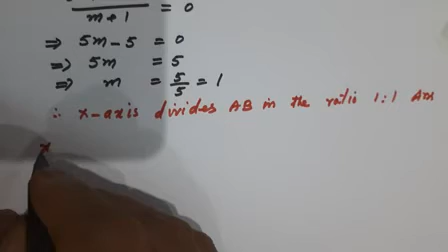 m + 1 = 0
⇒ 5m - 5 = 0
⇒ 5m = 5
⇒ m = 5/5 = 1
∴ x-axis divides AB in the ratio 1:1 Ans
x